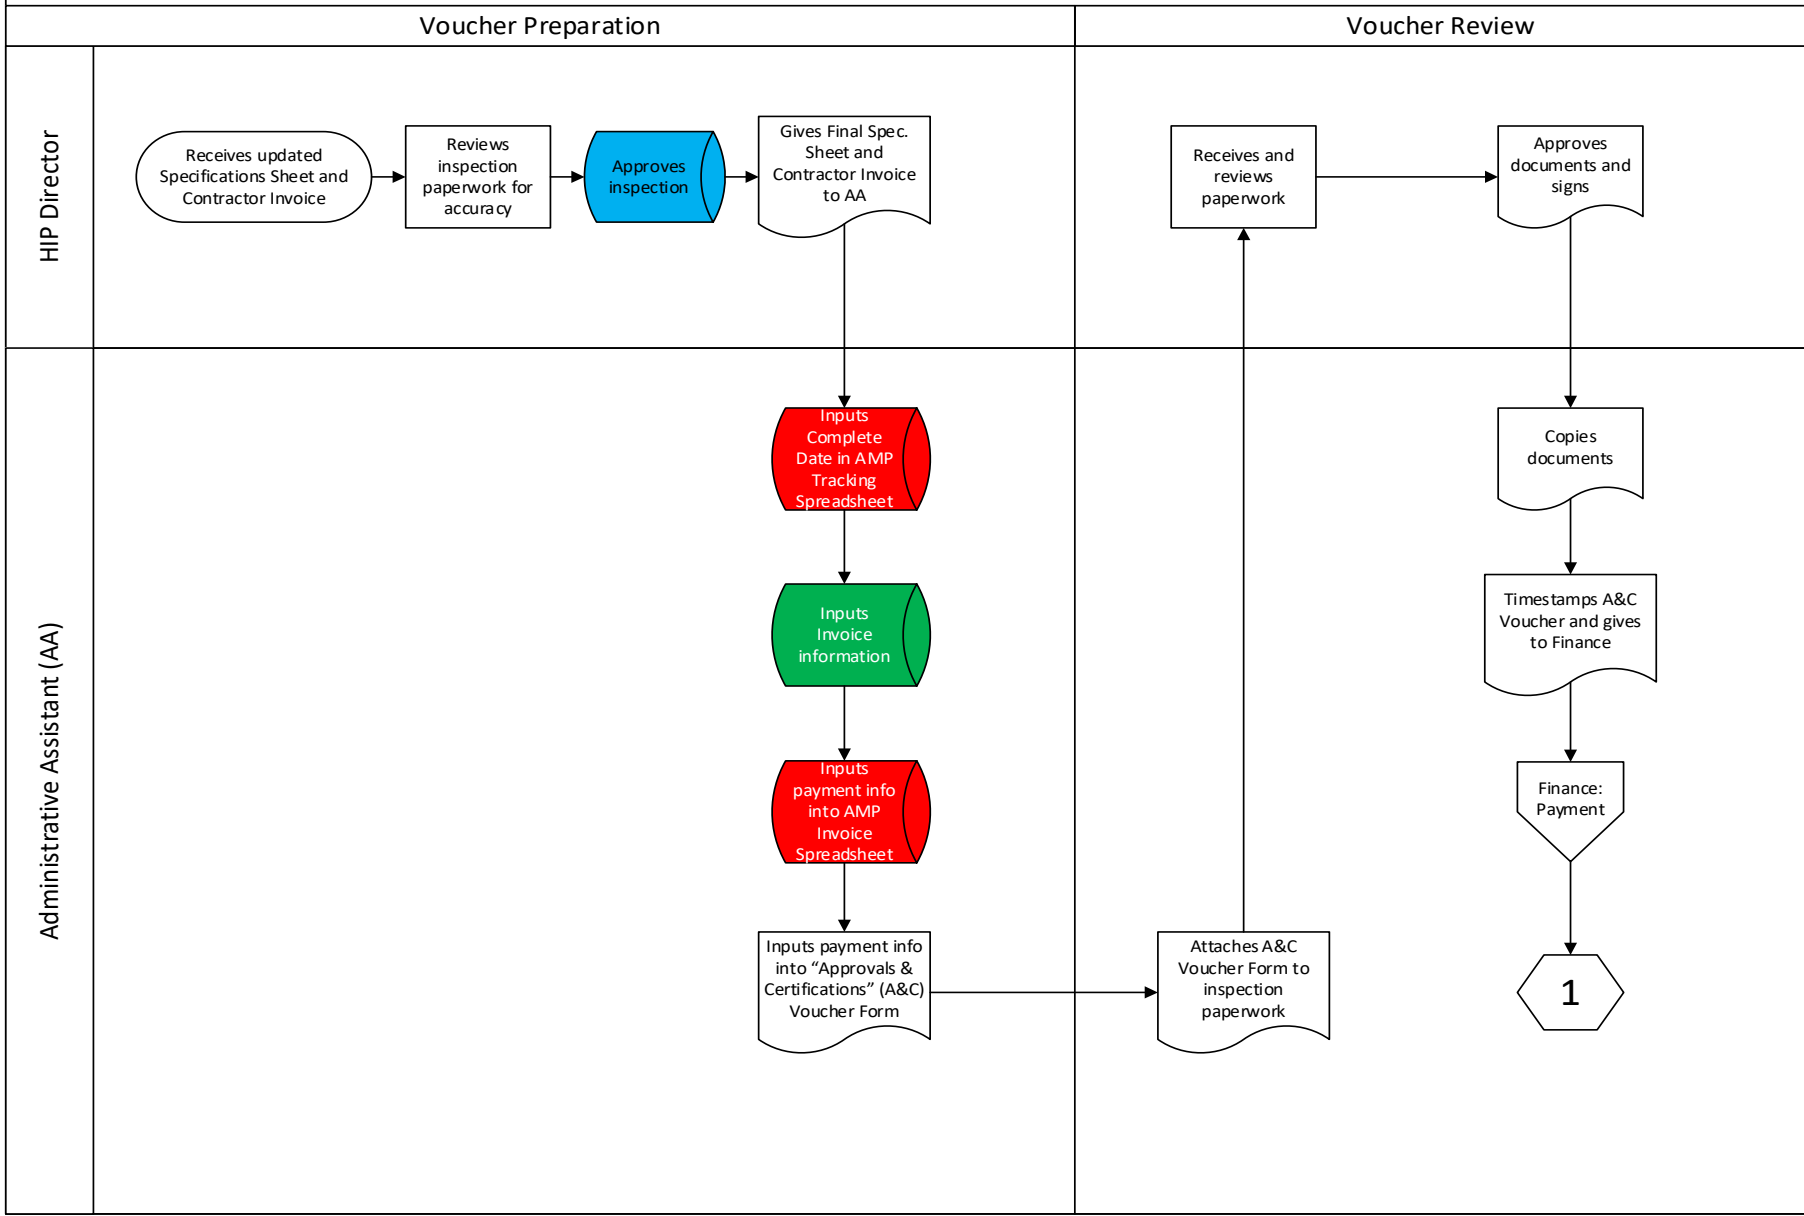 Voucher Preparation
Voucher Review
HIP Director
Receives updated
Specifications Sheet and
Contractor Invoice
Reviews
inspection
paperwork for
accuracy
Approves
inspection
Gives Final Spec.
Sheet and
Contractor Invoice
to AA
Receives and
reviews
paperwork
Approves
documents and
signs
Administrative Assistant (AA)
Inputs
Complete
Date in AMP
Tracking
Spreadsheet
Inputs
Invoice
information
Inputs
payment info
into AMP
Invoice
Spreadsheet
Inputs payment info
into “Approvals &
Certifications” (A&C)
Voucher Form
Attaches A&C
Voucher Form to
inspection
paperwork
Copies
documents
Timestamps A&C
Voucher and gives
to Finance
Finance:
Payment
1